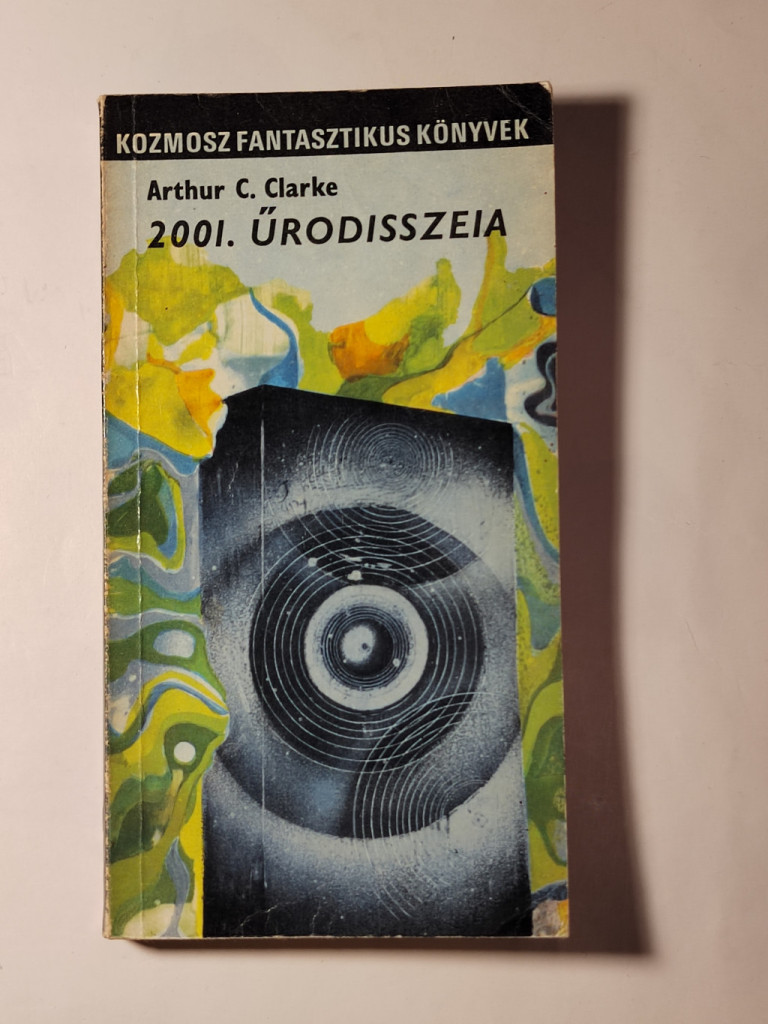 KOZMOSZ FANTASZTIKUS KÖNYVEK
Arthur C. Clarke
2001. ŰRODISSZEIA